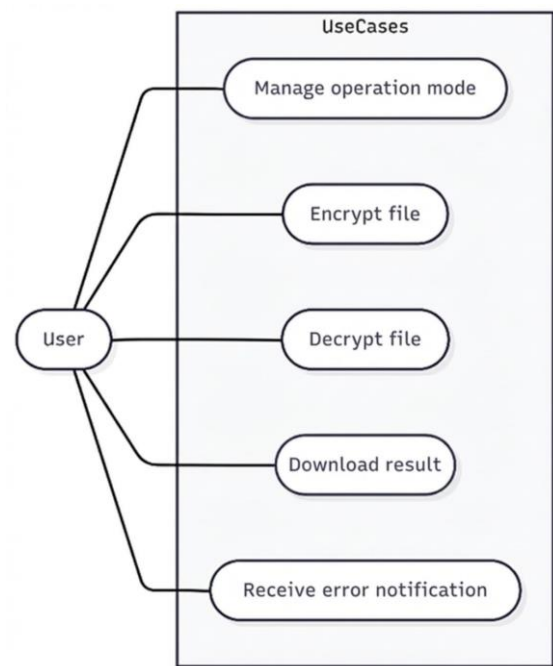 UseCases
Manage operation mode
Encrypt file
User
Decrypt file
Download result
Receive error notification